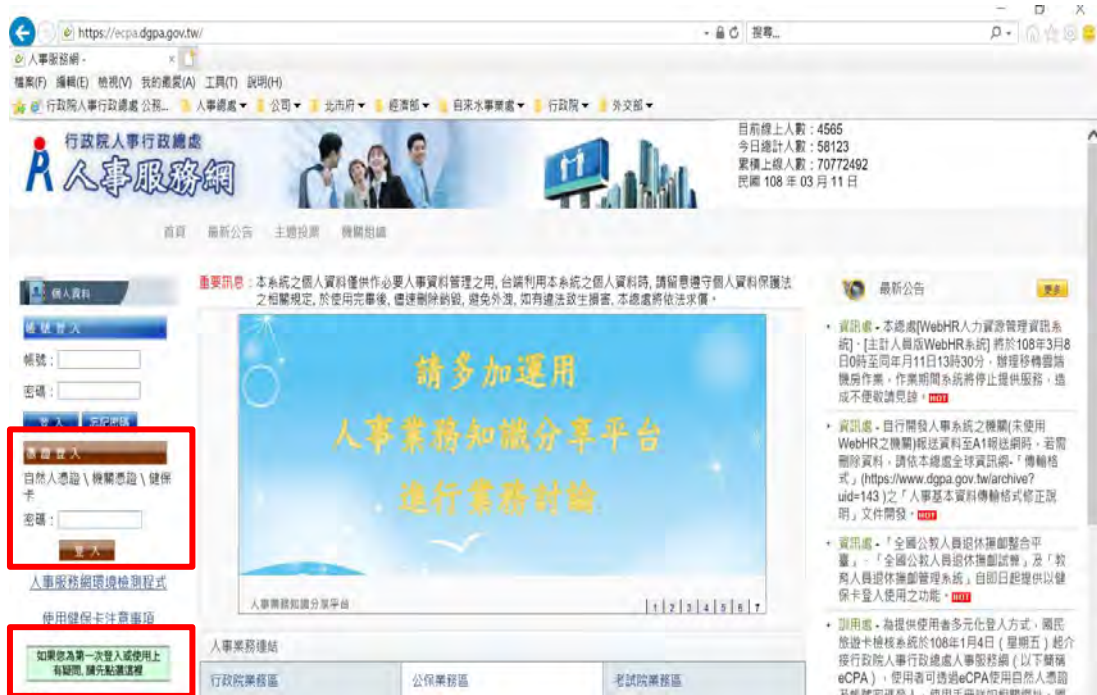 https://ecpa.dgpa.gov.tw/
搜尋...
人事服務網 -
檔案(F) 編輯(E) 檢視(V) 我的最愛(A) 工具(T) 說明(H)
行政院人事行政總處 公務... 人事總處 公司 北市府 經濟部 自來水事業處 行政院 外交部
行政院人事行政總處
人事服務網
目前線上人數：4565
今日總計人數：58123
累積上線人數：70772492
民國 108 年 03 月 11 日
首頁 最新公告 主題投票 機關組織
個人資料
帳號登入
帳號：
密碼：
登入 忘記密碼
憑證登入
自然人憑證 \ 機關憑證 \ 健保
卡
密碼：
登入
人事服務網環境檢測程式
使用健保卡注意事項
如果您為第一次登入或使用上
有疑問, 請先點選這裡
重要訊息：本系統之個人資料僅供作必要人事資料管理之用, 台端利用本系統之個人資料時, 請留意遵守個人資料保護法
之相關規定, 於使用完畢後, 儘速刪除銷毀, 避免外洩, 如有違法致生損害, 本總處將依法求償。
請多加運用
人事業務知識分享平台
進行業務討論
人事業務知識分享平台
1 2 3 4 5 6 7
人事業務連結
行政院業務區 公保業務區 考試院業務區
最新公告 更多
資訊處 - 本總處[WebHR人力資源管理資訊系
統]、[主計人員版WebHR系統] 將於108年3月8
日0時至同年月11日13時30分，辦理移轉雲端
機房作業，作業期間系統將停止提供服務，造
成不便敬請見諒。HOT
資訊處 - 自行開發人事系統之機關(未使用
WebHR之機關)報送資料至A1報送網時，若需
刪除資料，請依本總處全球資訊網-「傳輸格
式」(https://www.dgpa.gov.tw/archive?
uid=143 )之「人事基本資料傳輸格式修正說
明」文件開發。HOT
資訊處 - 「全國公教人員退休撫卹整合平
臺」、「全國公教人員退休撫卹試算」及「教
育人員退休撫卹管理系統」自即日起提供以健
保卡登入使用之功能。HOT
訓用處 - 為提供使用者多元化登入方式，國民
旅遊卡檢核系統於108年1月4日（星期五）起介
接行政院人事行政總處人事服務網（以下簡稱
eCPA），使用者可透過eCPA使用自然人憑證